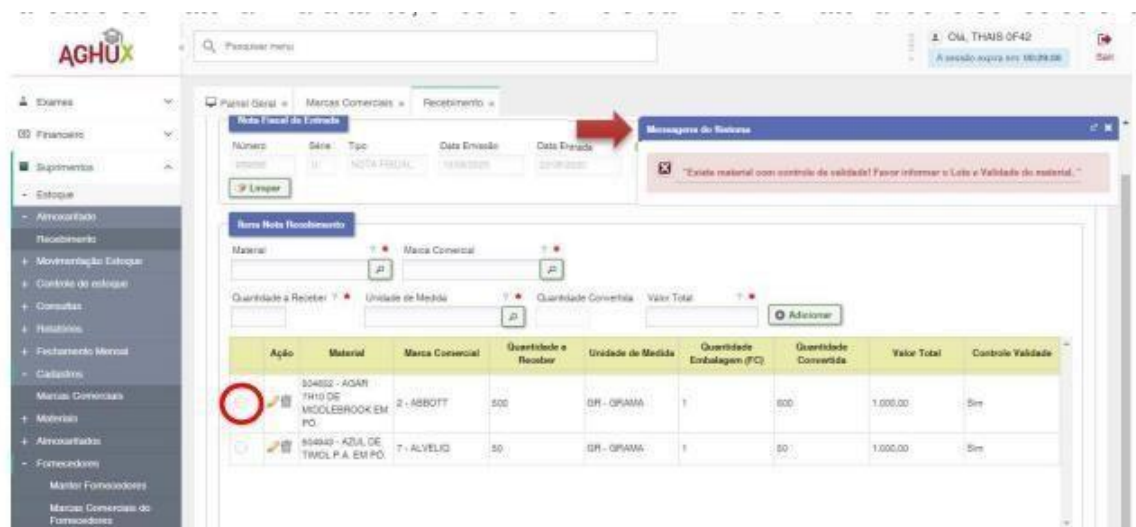 AGHUX
Pesquisar menu
Olá, THAIS 0F42
A sessão expira em
Sair
Exames
Financeiro
Suprimentos
- Estoque
- Almoxarifado
Recebimento
+ Movimentação Estoque
+ Controle de estoque
+ Consultas
+ Relatórios
+ Fechamento Mensal
- Cadastros
Marcas Comerciais
+ Materiais
+ Almoxarifados
- Fornecedores
Manter Fornecedores
Marcas Comerciais do
Fornecedores
Painel Geral
Marcas Comerciais
Recebimento
Nota Fiscal de Entrada
Número Série Tipo Data Emissão Data Entrada
NOTA FISCAL
Limpar
Mensagens do Sistema
"Existe material com controle de validade! Favor informar o Lote e Validade do material."
Itens Nota Recebimento
Material ? Marca Comercial ?
Quantidade a Receber ? Unidade de Medida ? Quantidade Convertida Valor Total ?
Adicionar
Ação Material Marca Comercial Quantidade a Receber Unidade de Medida Quantidade Embalagem (FC) Quantidade Convertida Valor Total Controle Validade
AGAR 7H10 DE MIDDLEBROOK EM PÓ. 2 - ABBOTT GR - GRAMA 1 1.000,00 Sim
AZUL DE TIMOL P.A. EM PÓ. 7 - 50 GR - GRAMA 1 50 1.000,00 Sim